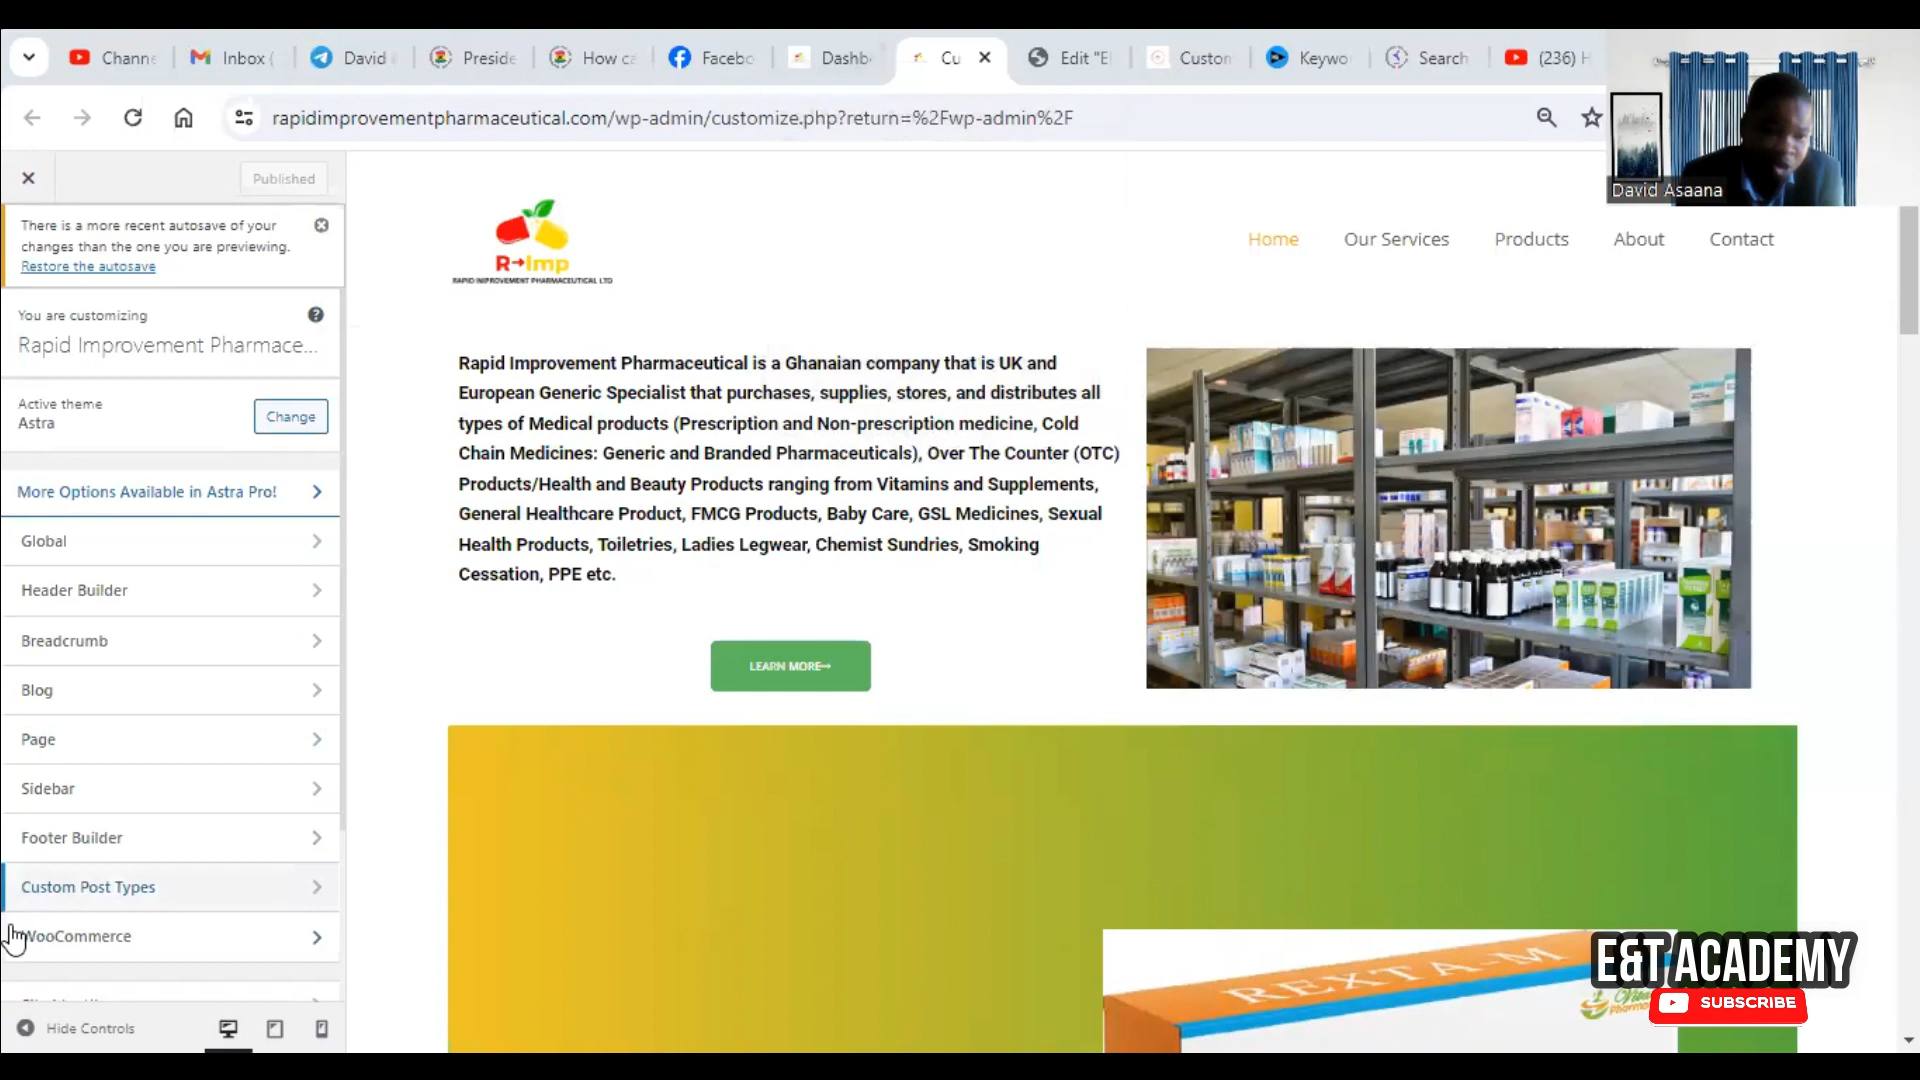 Chann
Inbox (
David
Preside
How ca
Facebo
Dashb
Cu
Edit "E
Custon
Keywo
Search
(236) H
rapidimprovementpharmaceutical.com/wp-admin/customize.php?return=%2Fwp-admin%2F
David Asaana
Published
There is a more recent autosave of your
changes than the one you are previewing.
Restore the autosave
You are customizing
Rapid Improvement Pharmace...
Active theme
Astra
Change
More Options Available in Astra Pro!
Global
Header Builder
Breadcrumb
Blog
Page
Sidebar
Footer Builder
Custom Post Types
WooCommerce
Hide Controls
R→Imp
RAPID IMPROVEMENT PHARMACEUTICAL LTD
Home
Our Services
Products
About
Contact
Rapid Improvement Pharmaceutical is a Ghanaian company that is UK and
European Generic Specialist that purchases, supplies, stores, and distributes all
types of Medical products (Prescription and Non-prescription medicine, Cold
Chain Medicines: Generic and Branded Pharmaceuticals), Over The Counter (OTC)
Products/Health and Beauty Products ranging from Vitamins and Supplements,
General Healthcare Product, FMCG Products, Baby Care, GSL Medicines, Sexual
Health Products, Toiletries, Ladies Legwear, Chemist Sundries, Smoking
Cessation, PPE etc.
LEARN MORE→
REXTA-M
E&T ACADEMY
SUBSCRIBE